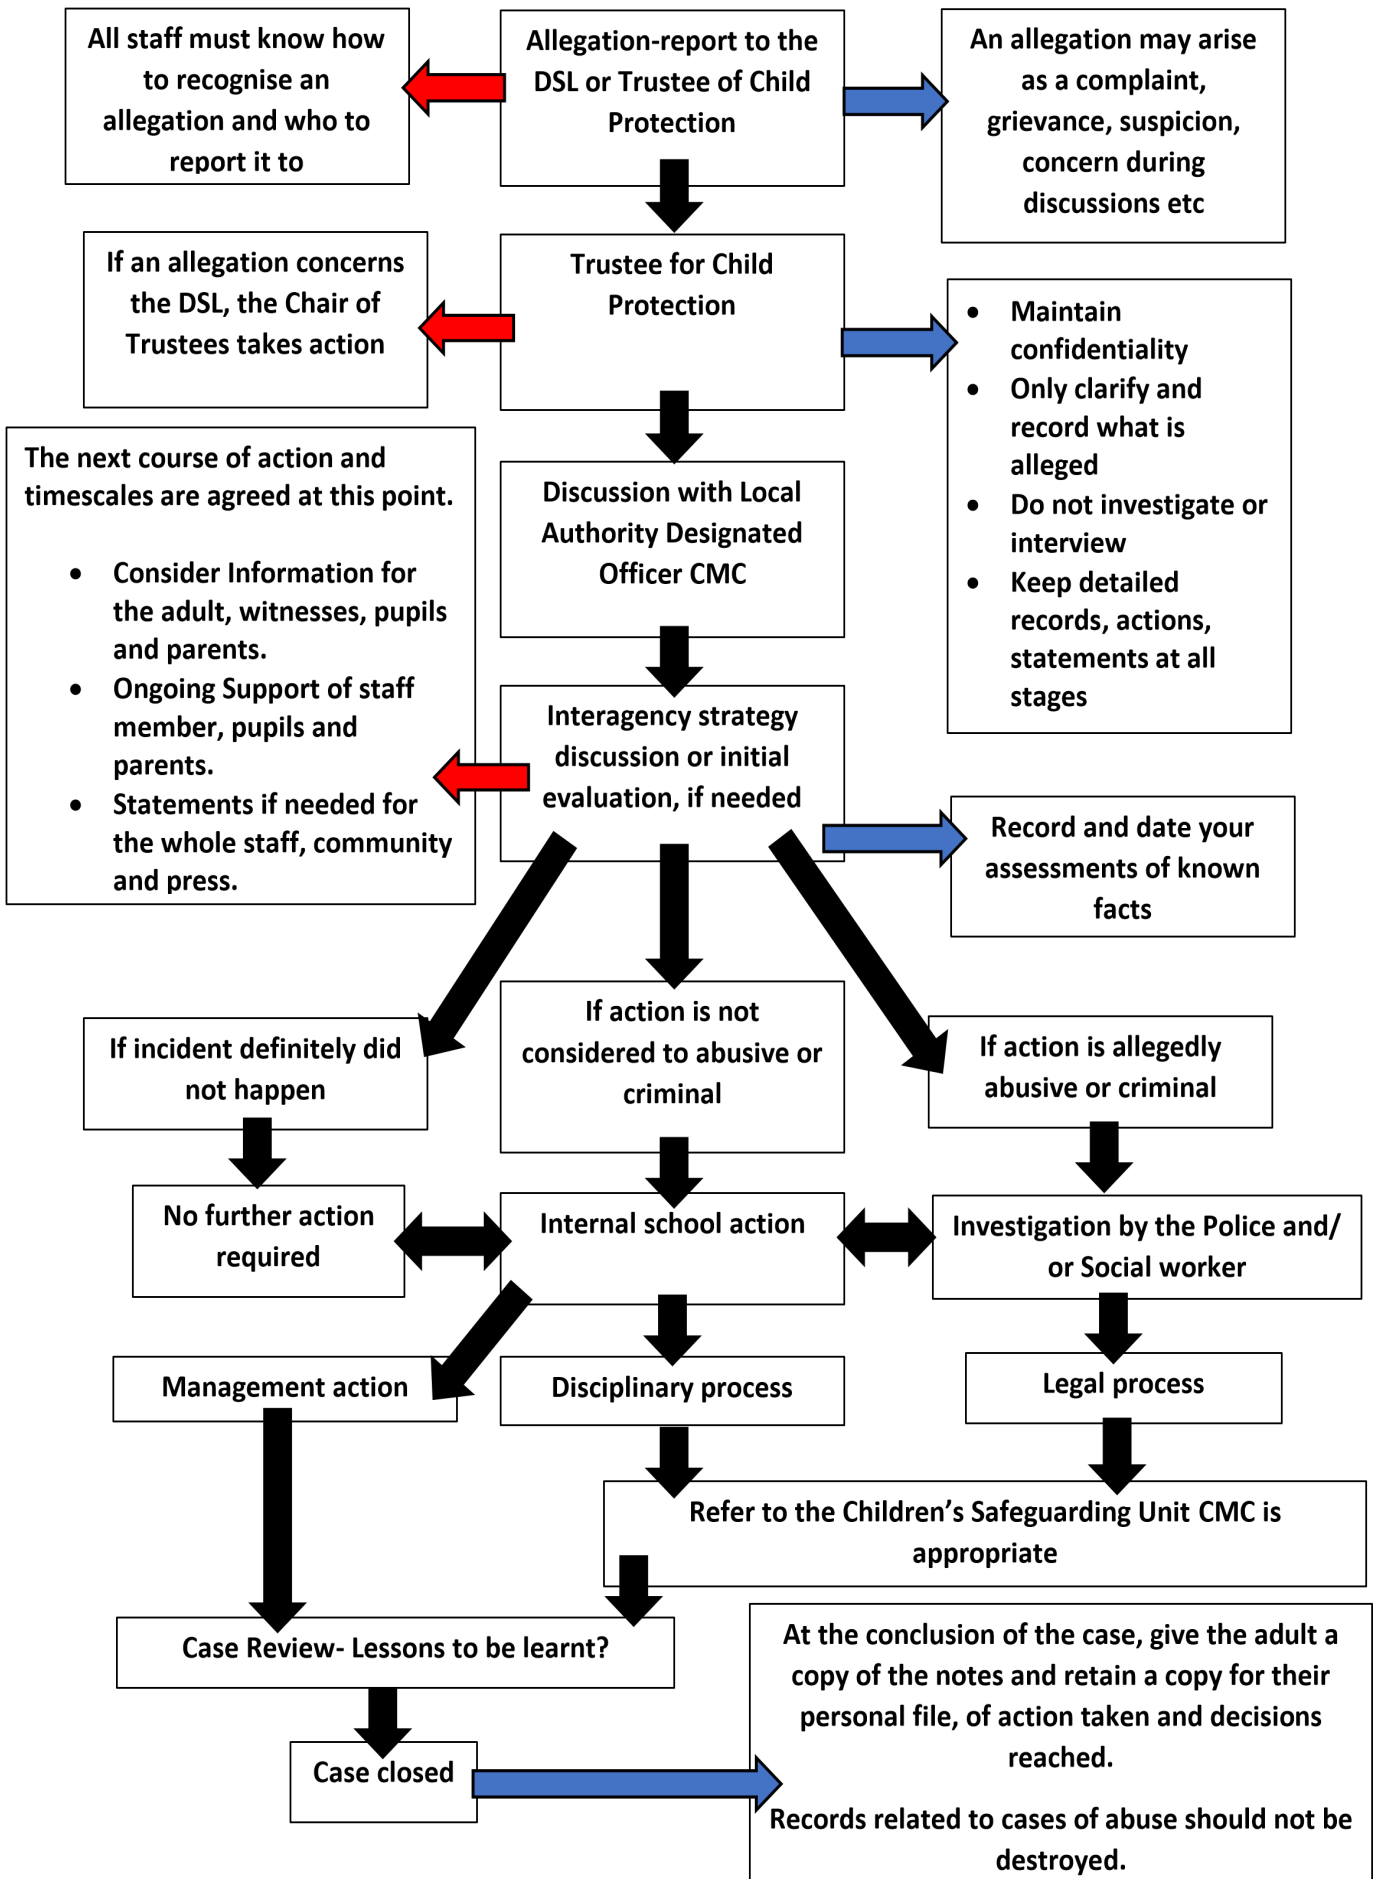 All staff must know how
to recognise an
allegation and who to
report it to
Allegation-report to the
DSL or Trustee of Child
Protection
An allegation may arise
as a complaint,
grievance, suspicion,
concern during
discussions etc
If an allegation concerns
the DSL, the Chair of
Trustees takes action
Trustee for Child
Protection
• Maintain
confidentiality
• Only clarify and
record what is
alleged
• Do not investigate or
interview
• Keep detailed
records, actions,
statements at all
stages
The next course of action and
timescales are agreed at this point.
• Consider Information for
the adult, witnesses, pupils
and parents.
• Ongoing Support of staff
member, pupils and
parents.
• Statements if needed for
the whole staff, community
and press.
Discussion with Local
Authority Designated
Officer CMC
Interagency strategy
discussion or initial
evaluation, if needed
Record and date your
assessments of known
facts
If incident definitely did
not happen
If action is not
considered to abusive or
criminal
If action is allegedly
abusive or criminal
No further action
required
Internal school action
Investigation by the Police and/
or Social worker
Management action
Disciplinary process
Legal process
Refer to the Children’s Safeguarding Unit CMC is
appropriate
Case Review- Lessons to be learnt?
Case closed
At the conclusion of the case, give the adult a
copy of the notes and retain a copy for their
personal file, of action taken and decisions
reached.
Records related to cases of abuse should not be
destroyed.